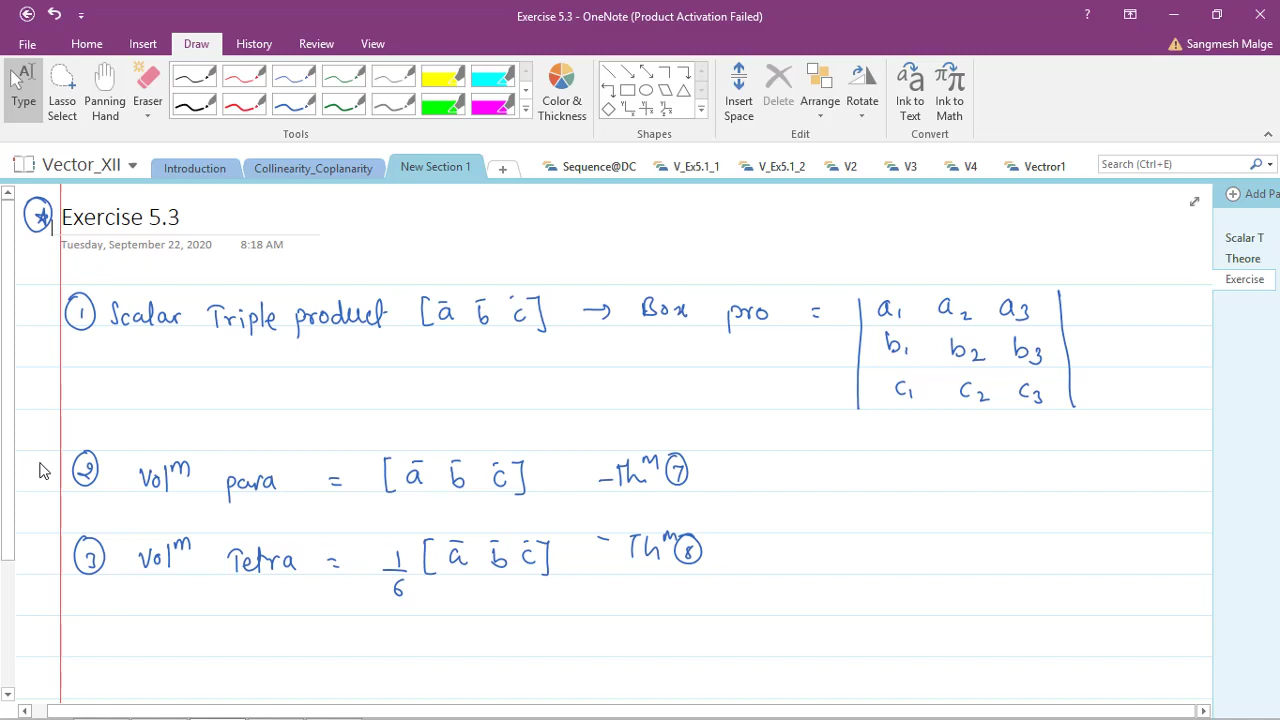 Exercise 5.3 - OneNote (Product Activation Failed)
?
File Home Insert Draw History Review View
Sangmesh Malge
Type Lasso Select Panning Hand Eraser Color & Thickness Insert Space Delete Arrange Rotate Ink to Text Ink to Math
Tools Shapes Edit Convert
Vector_XII Introduction Collinearity_Coplanarity New Section 1 Sequence@DC V_Ex5.1_1 V_Ex5.1_2 V2 V3 V4 Vectror1 Search (Ctrl+E)
Add Pa
Exercise 5.3
Tuesday, September 22, 2020 8:18 AM
Scalar T
Theore
Exercise
① Scalar Triple product [a̅ b̅ c̅] → Box pro = | a₁ a₂ a₃ |
| b₁ b₂ b₃ |
| c₁ c₂ c₃ |
② Volᵐ para = [a̅ b̅ c̅] - Thᵐ ⑦
③ Volᵐ Tetra = 1/6 [a̅ b̅ c̅] - Thᵐ ⑧